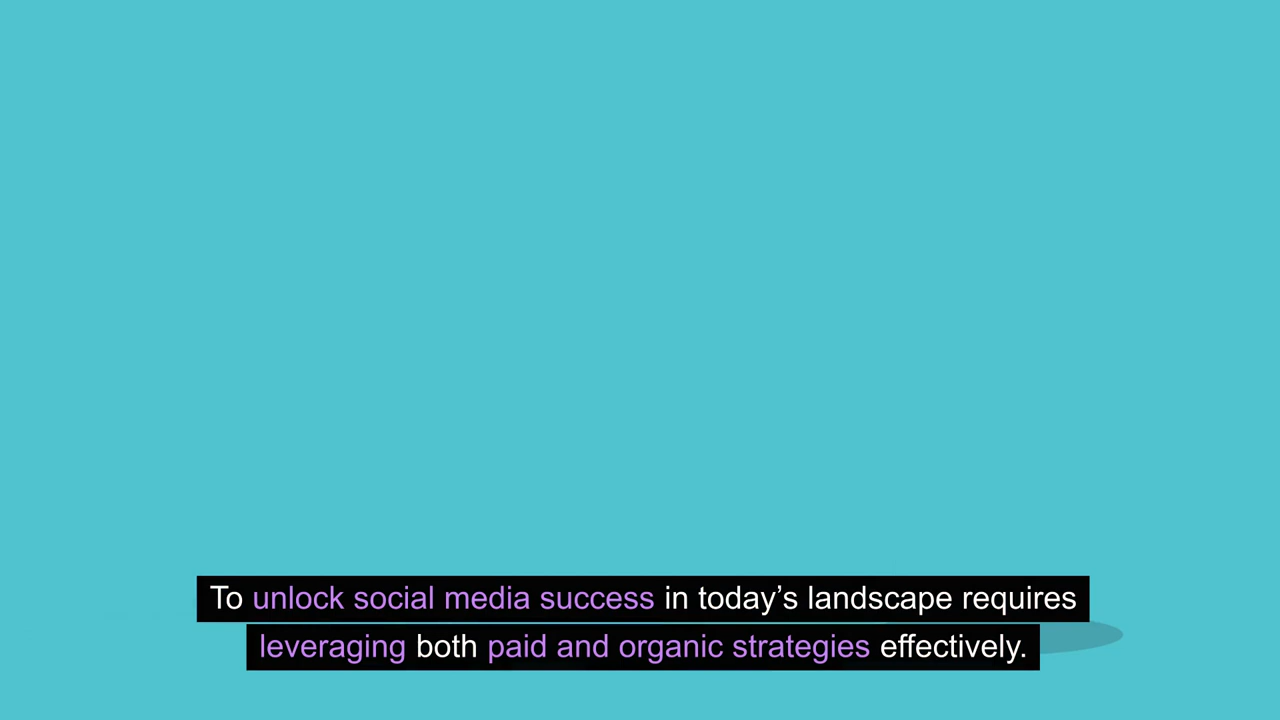 To unlock social media success in today’s landscape requires
leveraging both paid and organic strategies effectively.